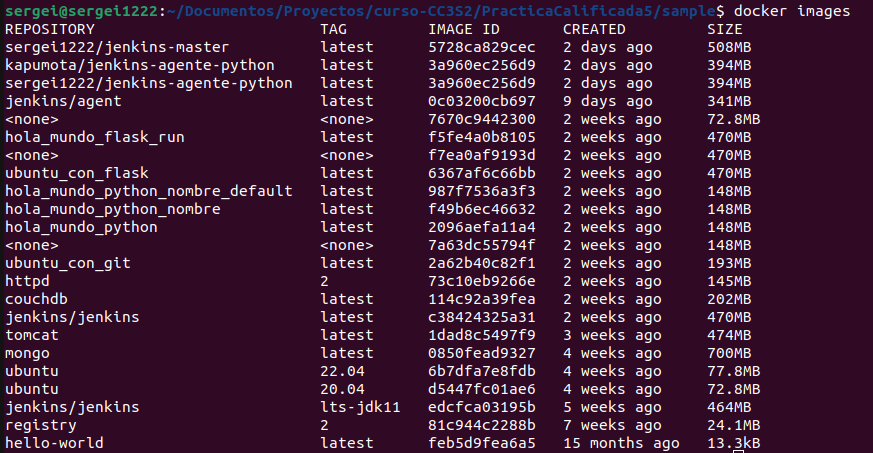 sergei@sergei1222:~/Documentos/Proyectos/curso-CC3S2/PracticaCalificada5/sample$ docker images
REPOSITORY TAG IMAGE ID CREATED SIZE
sergei1222/jenkins-master latest 5728ca829cec 2 days ago 508MB
kapumota/jenkins-agente-python latest 3a960ec256d9 2 days ago 394MB
sergei1222/jenkins-agente-python latest 3a960ec256d9 2 days ago 394MB
jenkins/agent latest 0c03200cb697 9 days ago 341MB
<none> <none> 7670c9442300 2 weeks ago 72.8MB
hola_mundo_flask_run latest f5fe4a0b8105 2 weeks ago 470MB
<none> <none> f7ea0af9193d 2 weeks ago 470MB
ubuntu_con_flask latest 6367af6c66bb 2 weeks ago 470MB
hola_mundo_python_nombre_default latest 987f7536a3f3 2 weeks ago 148MB
hola_mundo_python_nombre latest f49b6ec46632 2 weeks ago 148MB
hola_mundo_python latest 2096aefa11a4 2 weeks ago 148MB
<none> <none> 7a63dc55794f 2 weeks ago 148MB
ubuntu_con_git latest 2a62b40c82f1 2 weeks ago 193MB
httpd 2 73c10eb9266e 2 weeks ago 145MB
couchdb latest 114c92a39fea 2 weeks ago 202MB
jenkins/jenkins latest c38424325a31 2 weeks ago 470MB
tomcat latest 1dad8c5497f9 3 weeks ago 474MB
mongo latest 0850fead9327 4 weeks ago 700MB
ubuntu 22.04 6b7dfa7e8fdb 4 weeks ago 77.8MB
ubuntu 20.04 d5447fc01ae6 4 weeks ago 72.8MB
jenkins/jenkins lts-jdk11 edcfca03195b 5 weeks ago 464MB
registry 2 81c944c2288b 7 weeks ago 24.1MB
hello-world latest feb5d9fea6a5 15 months ago 13.3kB